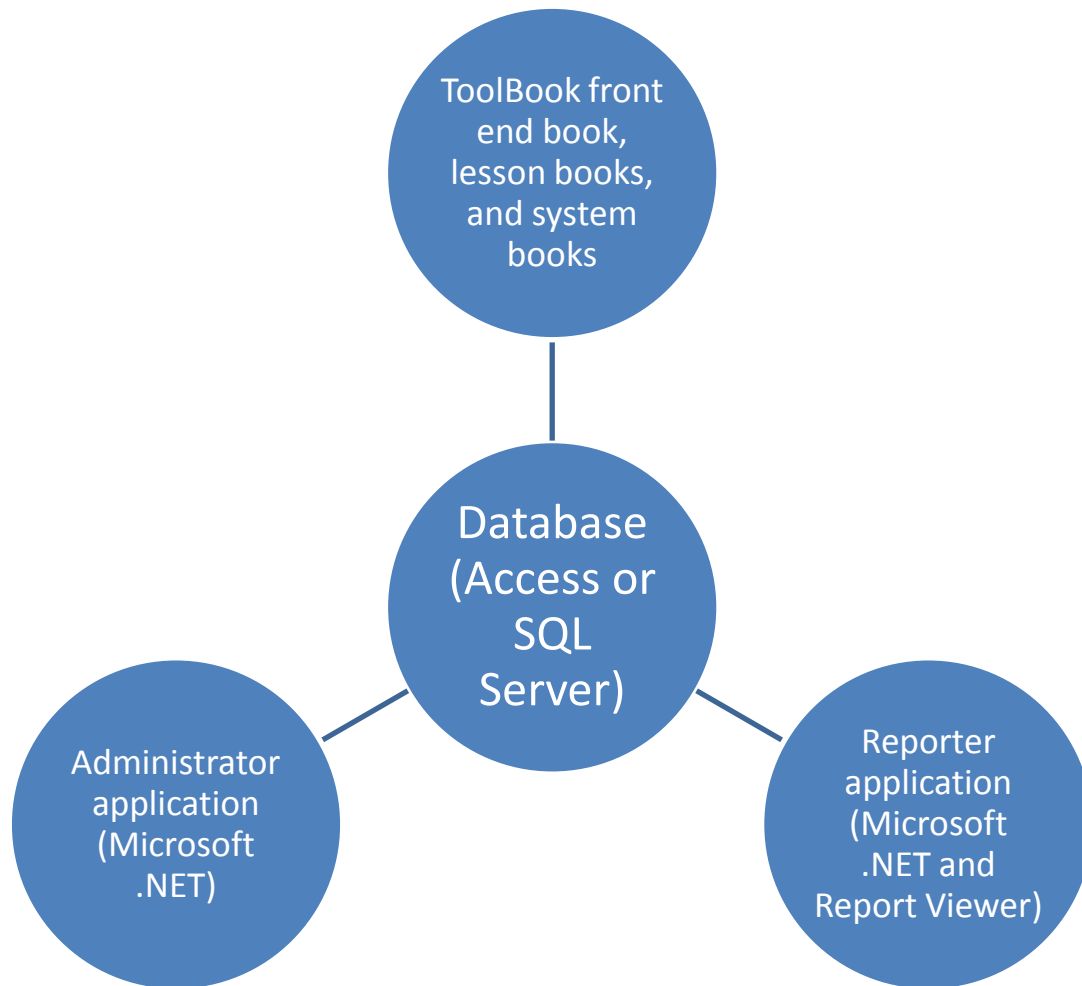 ToolBook front
end book,
lesson books,
and system
books
Database
(Access or
SQL
Server)
Administrator
application
(Microsoft
.NET)
Reporter
application
(Microsoft
.NET and
Report Viewer)